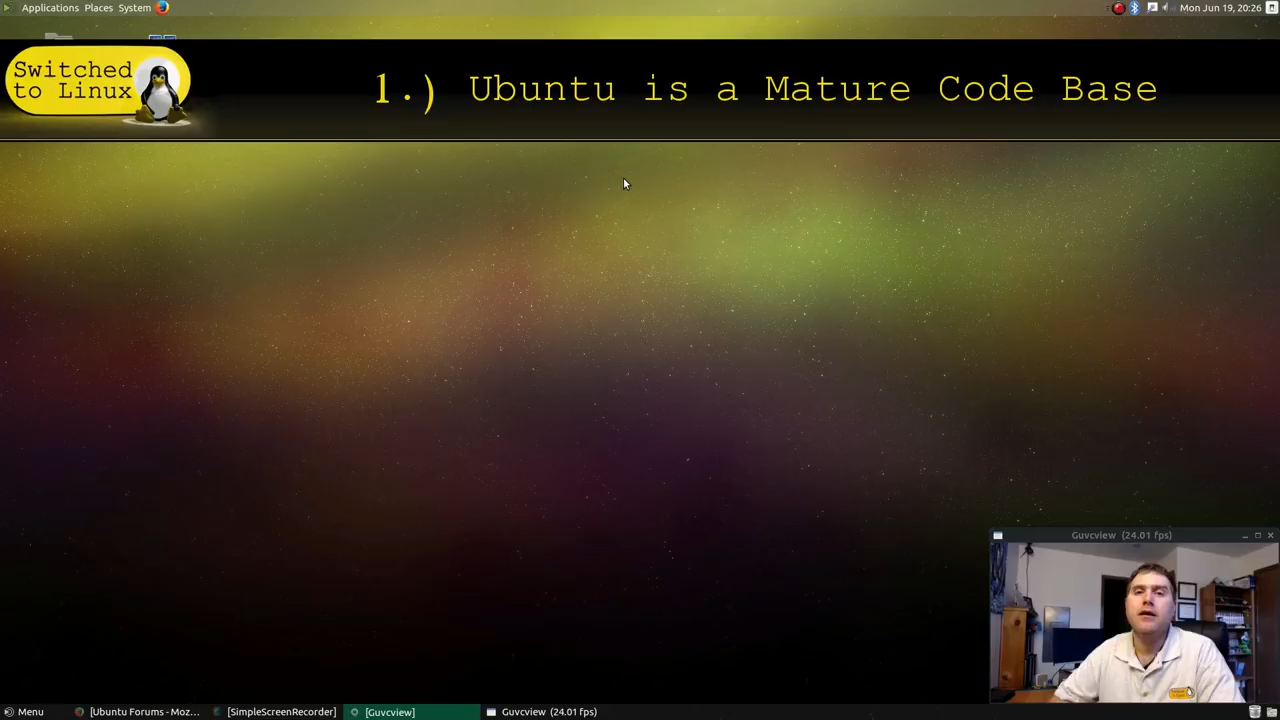 Applications Places System
Mon Jun 19, 20:26
Switched
to Linux
1.) Ubuntu is a Mature Code Base
Guvcview (24.01 fps)
Menu
[Ubuntu Forums - Moz...
[SimpleScreenRecorder]
[Guvcview]
Guvcview (24.01 fps)